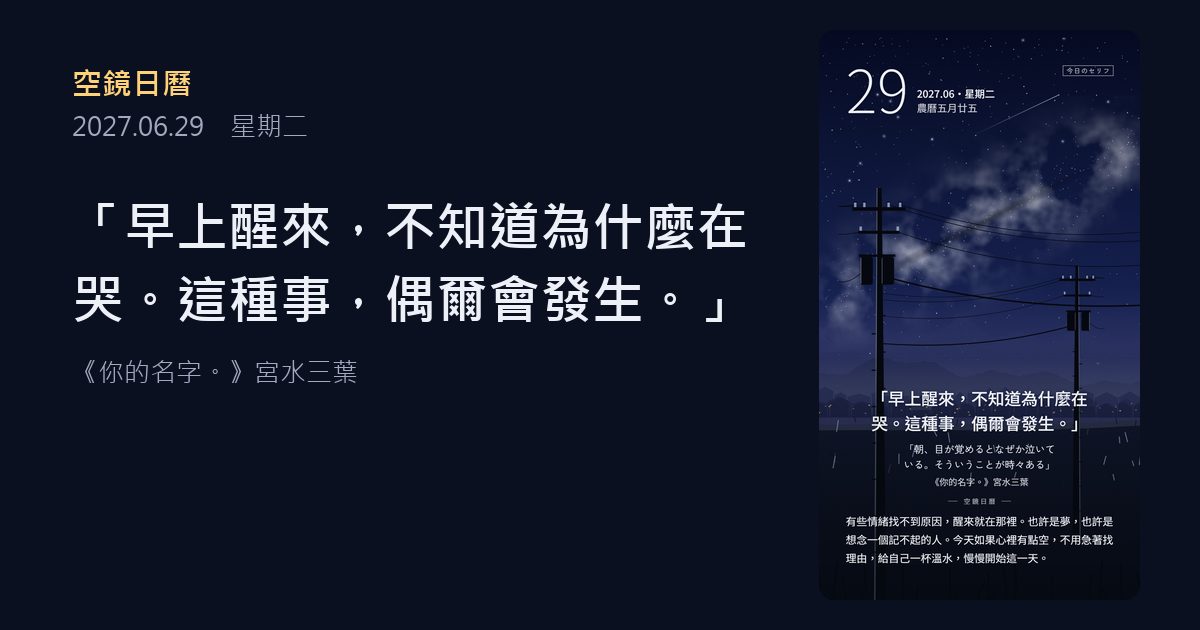 空鏡日曆
2027.06.29 星期二
「早上醒來，不知道為什麼在
哭。這種事，偶爾會發生。」
《你的名字。》宮水三葉
今日のセリフ
29
2027.06・星期二
農曆五月廿五
「早上醒來，不知道為什麼在
哭。這種事，偶爾會發生。」
「朝、目が覚めるとなぜか泣いて
いる。そういうことが時々ある」
《你的名字。》宮水三葉
— 空鏡日曆 —
有些情緒找不到原因，醒來就在那裡。也許是夢，也許是
想念一個記不起的人。今天如果心裡有點空，不用急著找
理由，給自己一杯溫水，慢慢開始這一天。